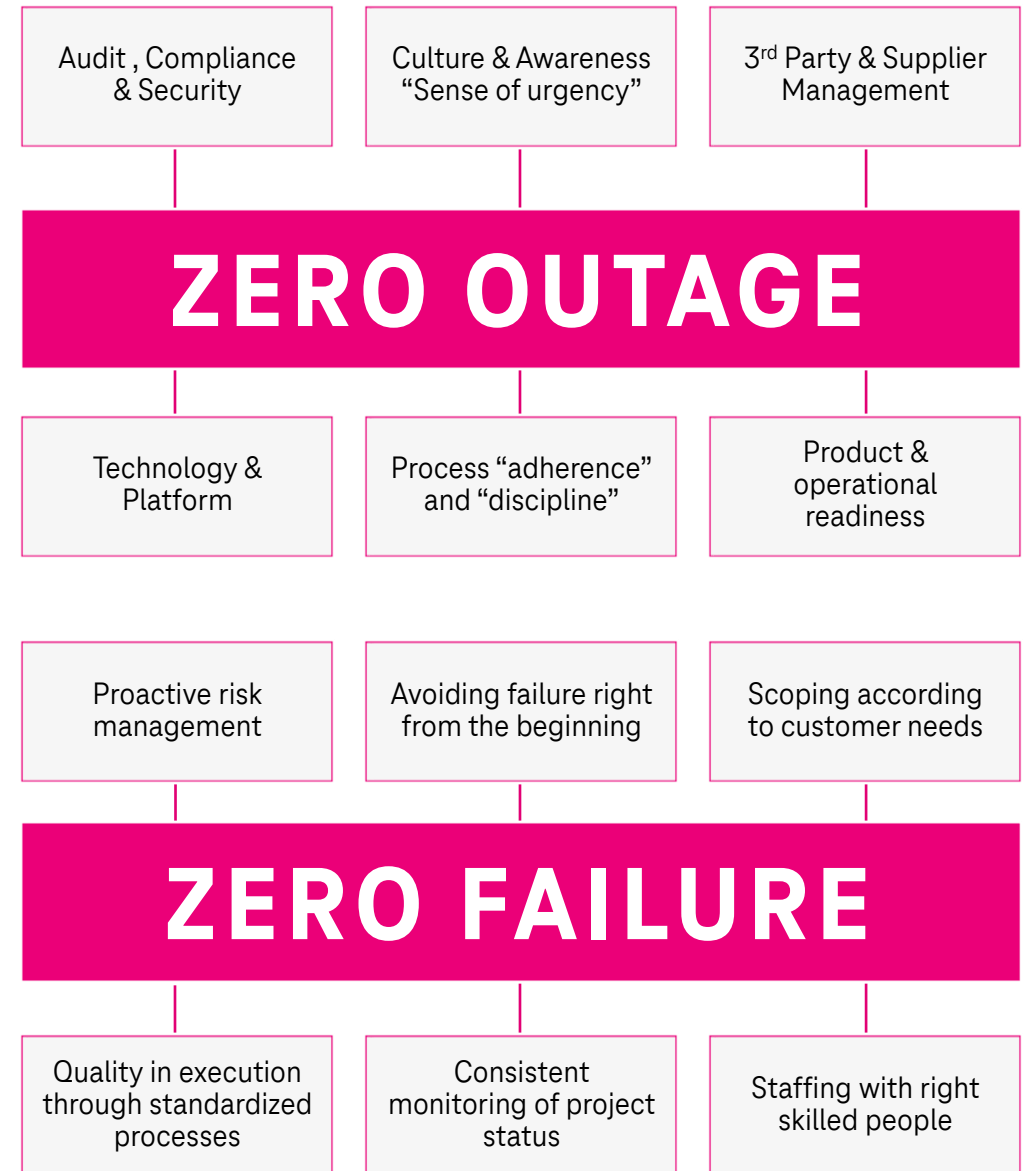 Audit , Compliance
& Security
Culture & Awareness
“Sense of urgency”
3rd Party & Supplier
Management
ZERO OUTAGE
Technology &
Platform
Process “adherence”
and “discipline”
Product &
operational
readiness
Proactive risk
management
Avoiding failure right
from the beginning
Scoping according
to customer needs
ZERO FAILURE
Quality in execution
through standardized
processes
Consistent
monitoring of project
status
Staffing with right
skilled people